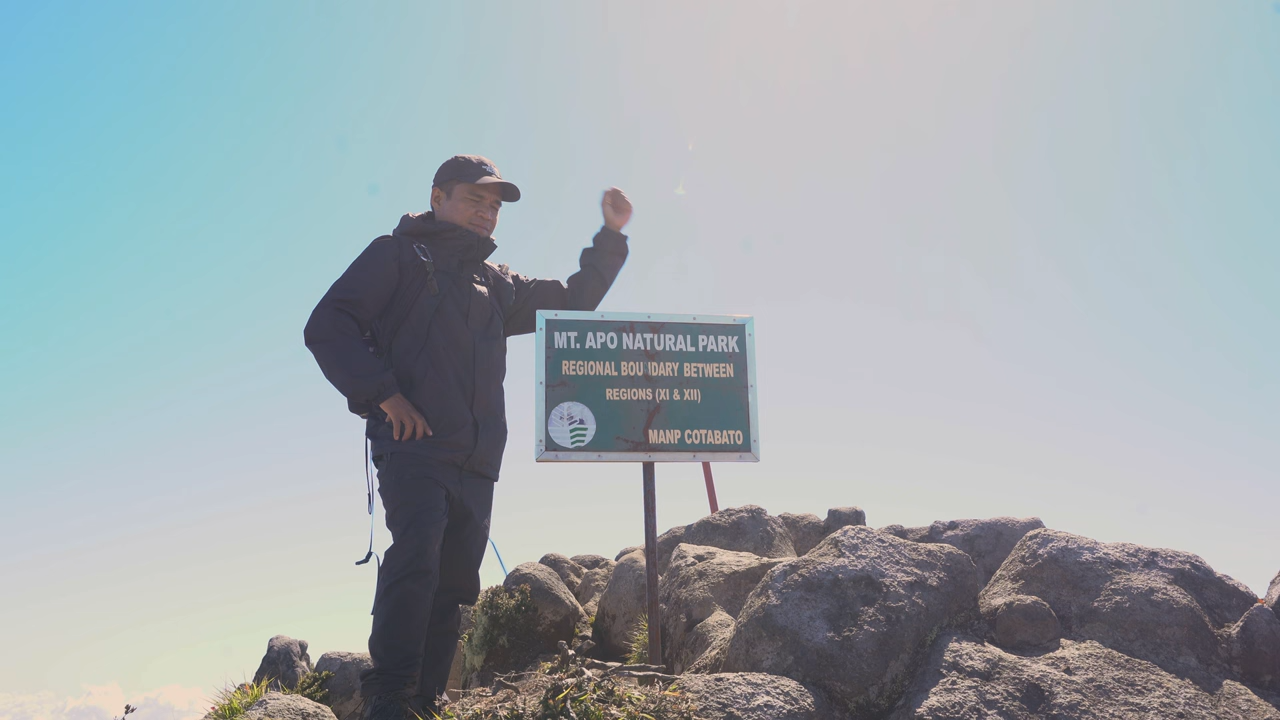 MT. APO NATURAL PARK
REGIONAL BOUNDARY BETWEEN
REGIONS (XI & XII)
MANP COTABATO